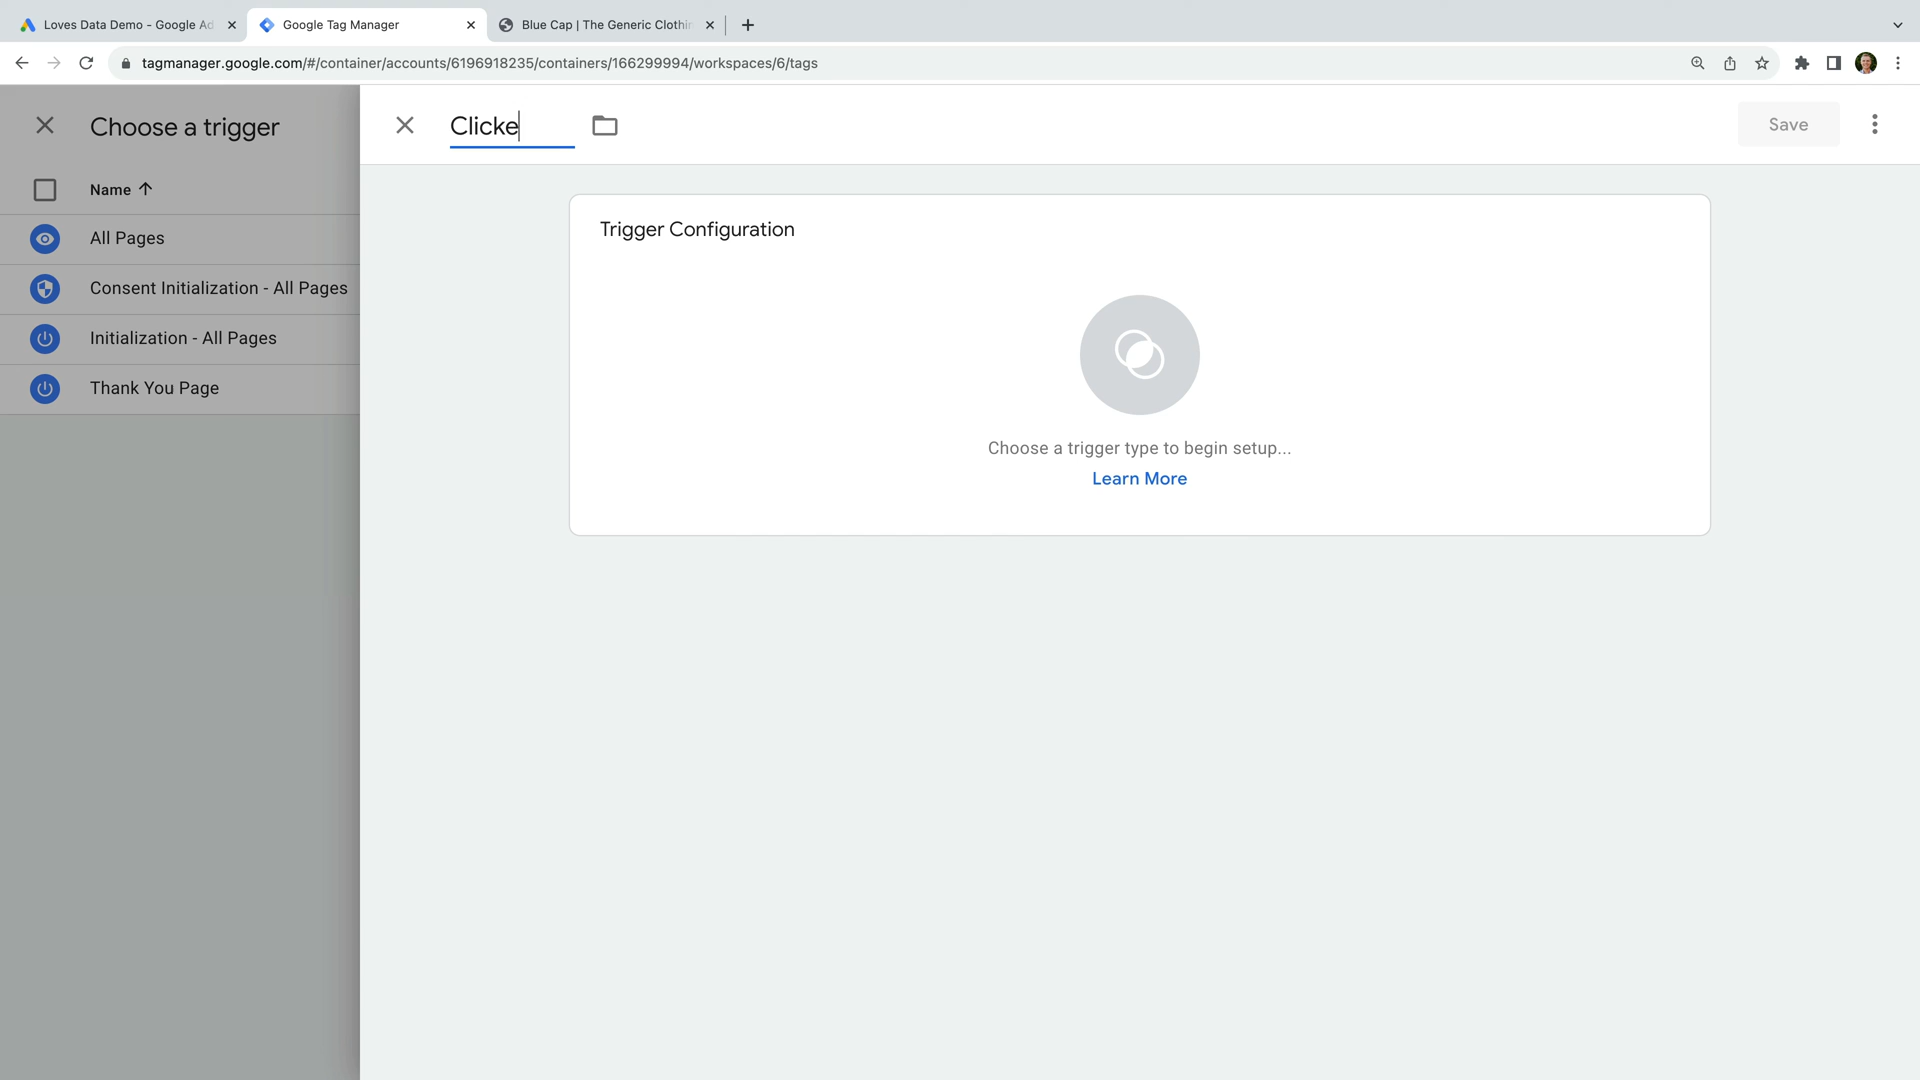 Loves Data Demo - Google Ad
Google Tag Manager
Blue Cap | The Generic Clothin
tagmanager.google.com/#/container/accounts/6196918235/containers/166299994/workspaces/6/tags
Choose a trigger
Clicke
Save
Name
All Pages
Consent Initialization - All Pages
Initialization - All Pages
Thank You Page
Trigger Configuration
Choose a trigger type to begin setup...
Learn More